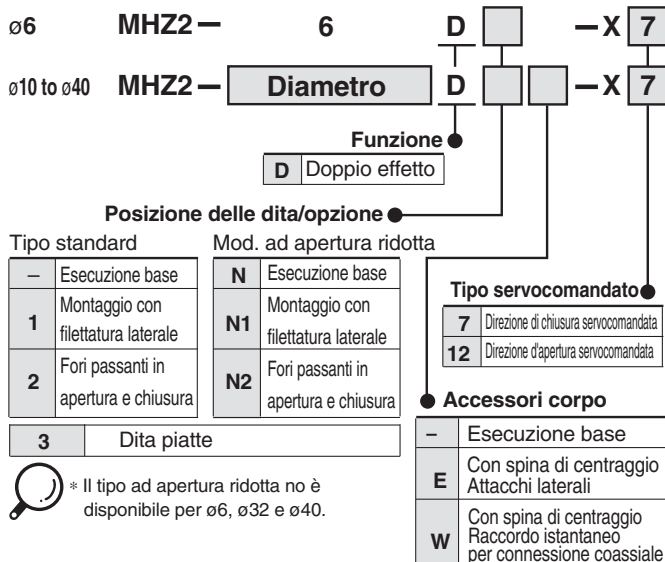 ø6 MHZ2 — 6 D — X 7
ø10 to ø40 MHZ2 — Diametro D — X 7
Funzione
D Doppio effetto
Posizione delle dita/opzione
Tipo standard
– Esecuzione base
1 Montaggio con
filettatura laterale
2 Fori passanti in
apertura e chiusura
Mod. ad apertura ridotta
N Esecuzione base
N1 Montaggio con
filettatura laterale
N2 Fori passanti in
apertura e chiusura
3 Dita piatte
* Il tipo ad apertura ridotta no è
disponibile per ø6, ø32 e ø40.
Tipo servocomandato
7 Direzione di chiusura servocomandata
12 Direzione d'apertura servocomandata
Accessori corpo
– Esecuzione base
E Con spina di centraggio
Attacchi laterali
W Con spina di centraggio
Raccordo istantaneo
per connessione coassiale